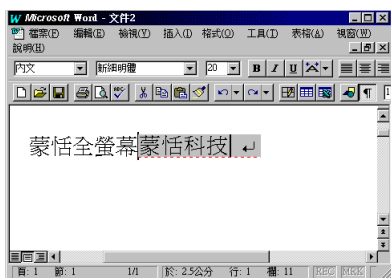 Microsoft Word - 文件2
檔案(F) 編輯(E) 檢視(V) 插入(I) 格式(O) 工具(T) 表格(A) 視窗(W)
說明(H)
內文 新細明體 20 B I U
蒙恬全螢幕蒙恬科技
頁: 1 節: 1 1/1 於: 2.5公分 行: 1 欄: 11 REC MRK